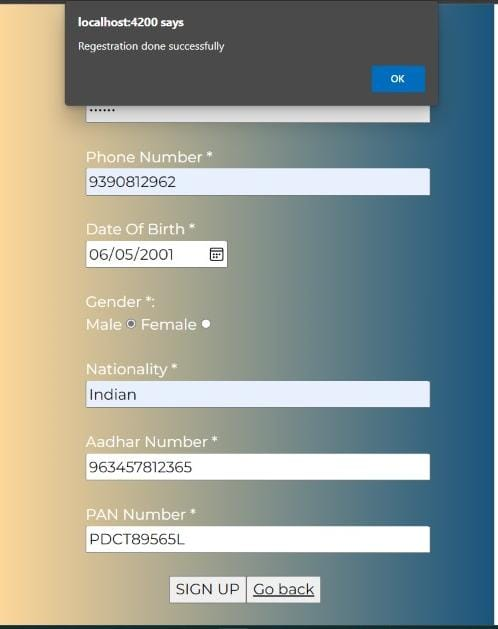 localhost:4200 says
Regestration done successfully
OK
••••••
Phone Number *
9390812962
Date Of Birth *
06/05/2001
Gender *:
Male Female
Nationality *
Indian
Aadhar Number *
963457812365
PAN Number *
PDCT89565L
SIGN UP Go back